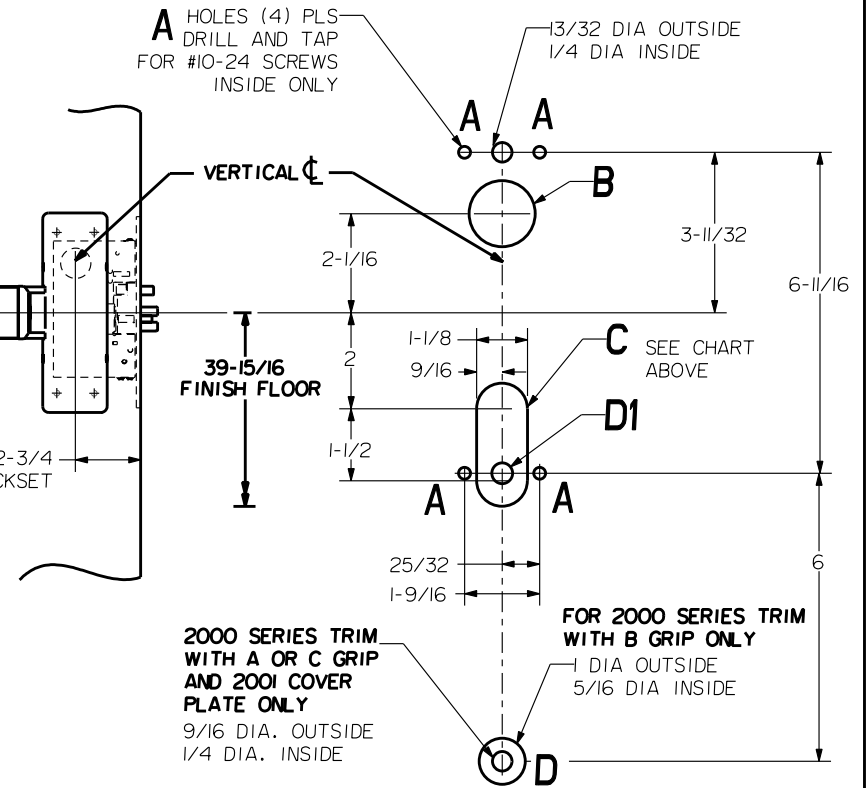 A HOLES (4) PLS
DRILL AND TAP
FOR #10-24 SCREWS
INSIDE ONLY
13/32 DIA OUTSIDE
1/4 DIA INSIDE
A A
VERTICAL ℄
B
2-1/16
3-11/32
6-11/16
1-1/8
9/16
C SEE CHART
ABOVE
2
39-15/16
FINISH FLOOR
D1
1-1/2
2-3/4
CKSET
A A
25/32
1-9/16
6
2000 SERIES TRIM
WITH A OR C GRIP
AND 2001 COVER
PLATE ONLY
9/16 DIA. OUTSIDE
1/4 DIA. INSIDE
FOR 2000 SERIES TRIM
WITH B GRIP ONLY
1 DIA OUTSIDE
5/16 DIA INSIDE
D